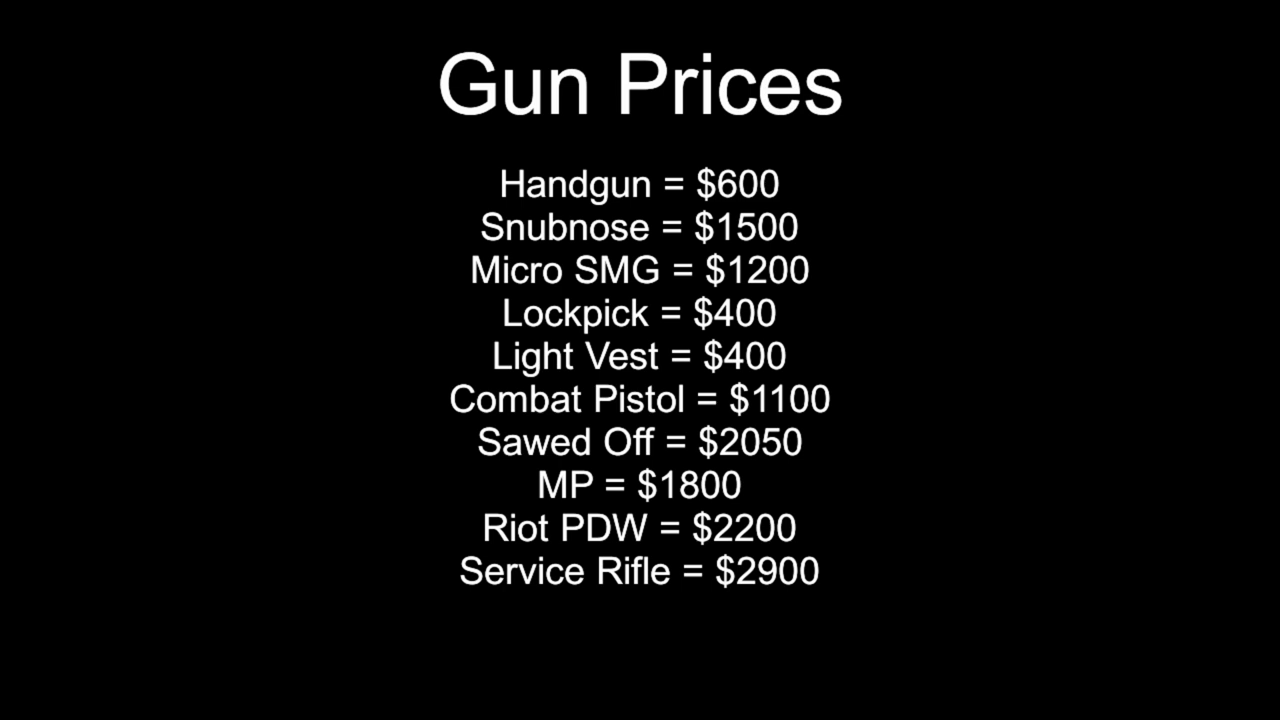 Gun Prices
Handgun = $600
Snubnose = $1500
Micro SMG = $1200
Lockpick = $400
Light Vest = $400
Combat Pistol = $1100
Sawed Off = $2050
MP = $1800
Riot PDW = $2200
Service Rifle = $2900